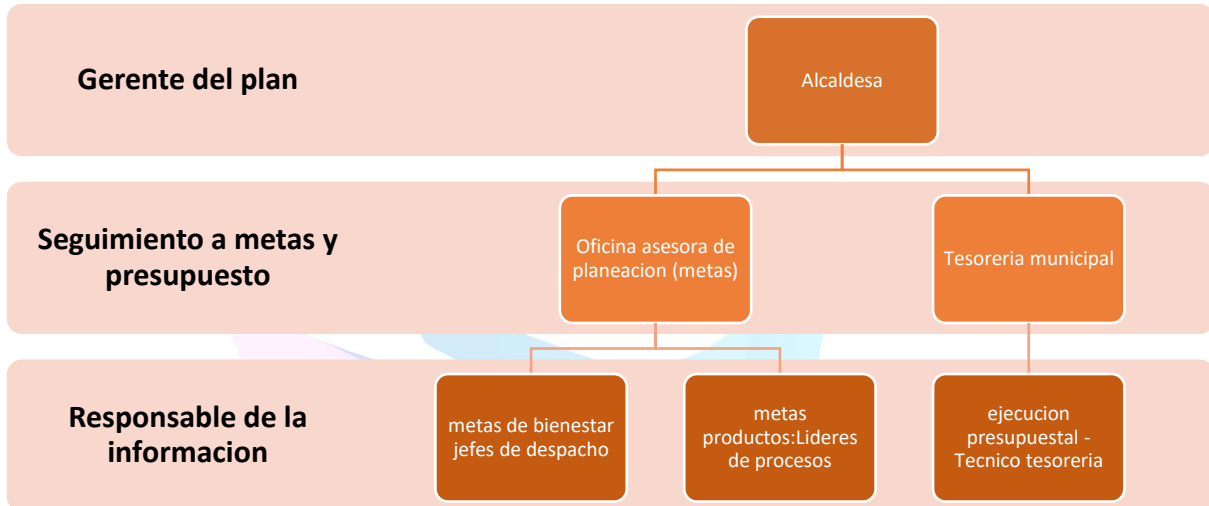 Gerente del plan
Alcaldesa
Seguimiento a metas y
presupuesto
Oficina asesora de
planeacion (metas)
Tesoreria municipal
Responsable de la
informacion
metas de bienestar
jefes de despacho
metas
productos:Lideres
de procesos
ejecucion
presupuestal -
Tecnico tesoreria